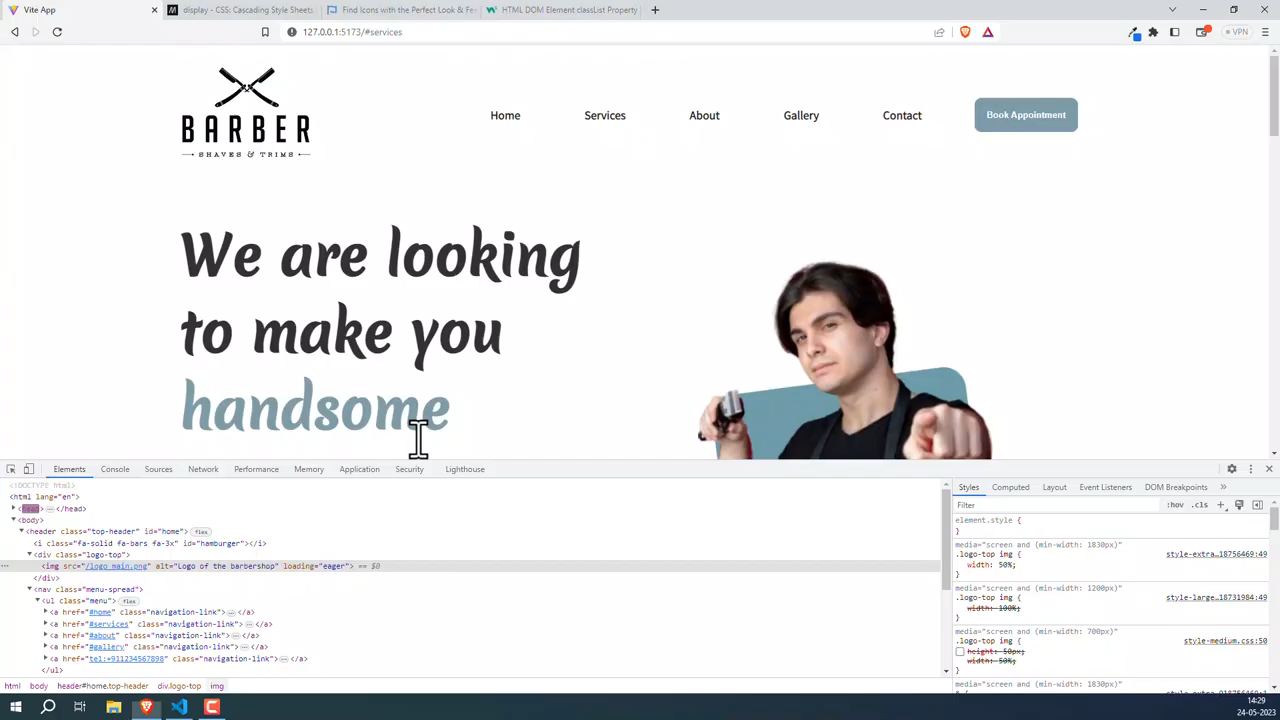 Vite App
display - CSS: Cascading Style Sheets
Find Icons with the Perfect Look & Fe
HTML DOM Element classList Property
127.0.0.1:5173/#services
VPN
BARBER
SHAVES & TRIMS
Home
Services
About
Gallery
Contact
Book Appointment
We are looking
to make you
handsome
Elements
Console
Sources
Network
Performance
Memory
Application
Security
Lighthouse
<!DOCTYPE html>
<html lang="en">
<head> </head>
<body>
<header class="top-header" id="home"> flex
<i class="fa-solid fa-bars fa-3x" id="hamburger"></i>
<div class="logo-top">
<img src="/logo_main.png" alt="Logo of the barbershop" loading="eager"> == $0
</div>
<nav class="menu-spread">
<ul class="menu"> flex
<a href="#home" class="navigation-link"> </a>
<a href="#services" class="navigation-link"> </a>
<a href="#about" class="navigation-link"> </a>
<a href="#gallery" class="navigation-link"> </a>
<a href="tel:+911234567898" class="navigation-link"> </a>
</ul>
html
body
header#home.top-header
div.logo-top
img
Styles
Computed
Layout
Event Listeners
DOM Breakpoints
Filter
:hov
.cls
element.style {
}
media="screen and (min-width: 1830px)"
.logo-top img { style-extra…18756469:49
width: 50%;
}
media="screen and (min-width: 1200px)"
.logo-top img { style-large…18731984:49
width: 100%;
}
media="screen and (min-width: 700px)"
.logo-top img { style-medium.css:50
height: 50px;
width: 50%;
}
media="screen and (min-width: 1830px)"
14:29
24-05-2023